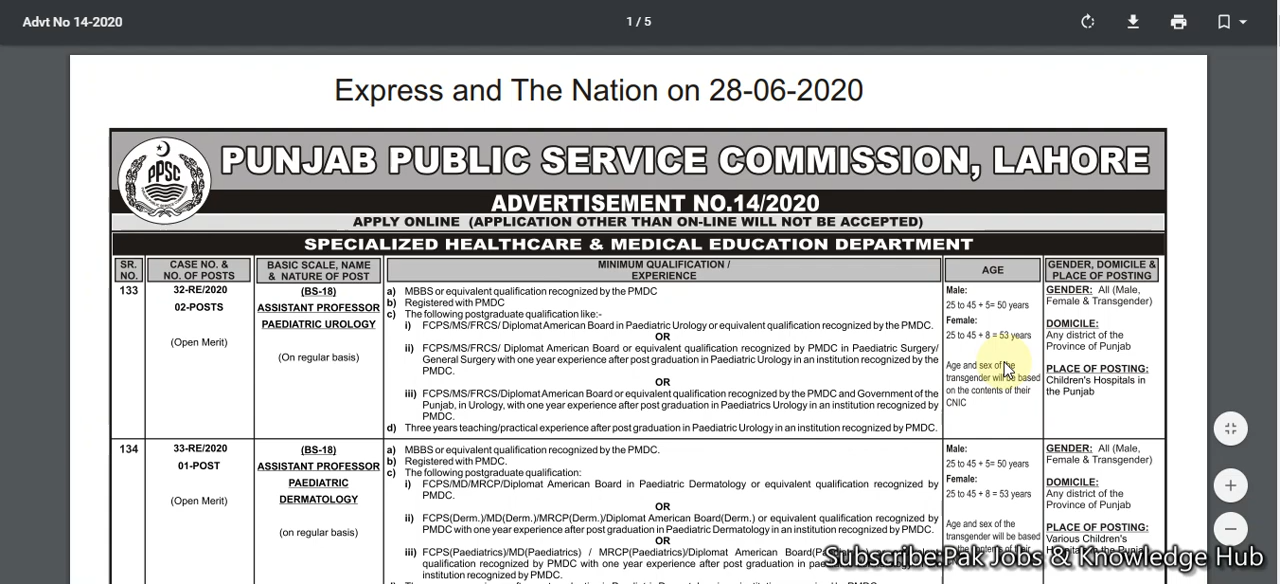 Advt No 14-2020
1 / 5
Express and The Nation on 28-06-2020
PPSC
PUNJAB PUBLIC SERVICE COMMISSION, LAHORE
ADVERTISEMENT NO.14/2020
APPLY ONLINE (APPLICATION OTHER THAN ON-LINE WILL NOT BE ACCEPTED)
SPECIALIZED HEALTHCARE & MEDICAL EDUCATION DEPARTMENT
SR. NO.
CASE NO. & NO. OF POSTS
BASIC SCALE, NAME & NATURE OF POST
MINIMUM QUALIFICATION / EXPERIENCE
AGE
GENDER, DOMICILE & PLACE OF POSTING
133
32-RE/2020
02-POSTS
(Open Merit)
(BS-18)
ASSISTANT PROFESSOR
PAEDIATRIC UROLOGY
(On regular basis)
a) MBBS or equivalent qualification recognized by the PMDC
b) Registered with PMDC
c) The following postgraduate qualification like:-
i) FCPS/MS/FRCS/ Diplomat American Board in Paediatric Urology or equivalent qualification recognized by the PMDC.
OR
ii) FCPS/MS/FRCS/ Diplomat American Board or equivalent qualification recognized by PMDC in Paediatric Surgery/
General Surgery with one year experience after post graduation in Paediatric Urology in an institution recognized by the
PMDC.
OR
iii) FCPS/MS/FRCS/Diplomat American Board or equivalent qualification recognized by the PMDC and Government of the
Punjab, in Urology, with one year experience after post graduation in Paediatrics Urology in an institution recognized by
PMDC.
d) Three years teaching/practical experience after post graduation in Paediatric Urology in an institution recognized by PMDC.
Male:
25 to 45 + 5= 50 years
Female:
25 to 45 + 8 = 53 years
Age and sex of the
transgender will be based
on the contents of their
CNIC
GENDER: All (Male,
Female & Transgender)
DOMICILE:
Any district of the
Province of Punjab
PLACE OF POSTING:
Children's Hospitals in
the Punjab
134
33-RE/2020
01-POST
(Open Merit)
(BS-18)
ASSISTANT PROFESSOR
PAEDIATRIC
DERMATOLOGY
(on regular basis)
a) MBBS or equivalent qualification recognized by the PMDC.
b) Registered with PMDC.
c) The following postgraduate qualification:
i) FCPS/MD/MRCP/Diplomat American Board in Paediatric Dermatology or equivalent qualification recognized by
PMDC.
OR
ii) FCPS(Derm.)/MD(Derm.)/MRCP(Derm.)/Diplomat American Board(Derm.) or equivalent qualification recognized by
PMDC with one year experience after post graduation in Paediatric Dermatology in an institution recognized by PMDC.
OR
iii) FCPS(Paediatrics)/MD(Paediatrics) / MRCP(Paediatrics)/Diplomat American
qualification recognized by PMDC with one year experience after post graduation in
institution recognized by PMDC.
Male:
25 to 45 + 5= 50 years
Female:
25 to 45 + 8 = 53 years
Age and sex of the
transgender will be based
GENDER: All (Male,
Female & Transgender)
DOMICILE:
Any district of the
Province of Punjab
PLACE OF POSTING:
Various Children's
Subscribe:Pak Jobs & Knowledge Hub